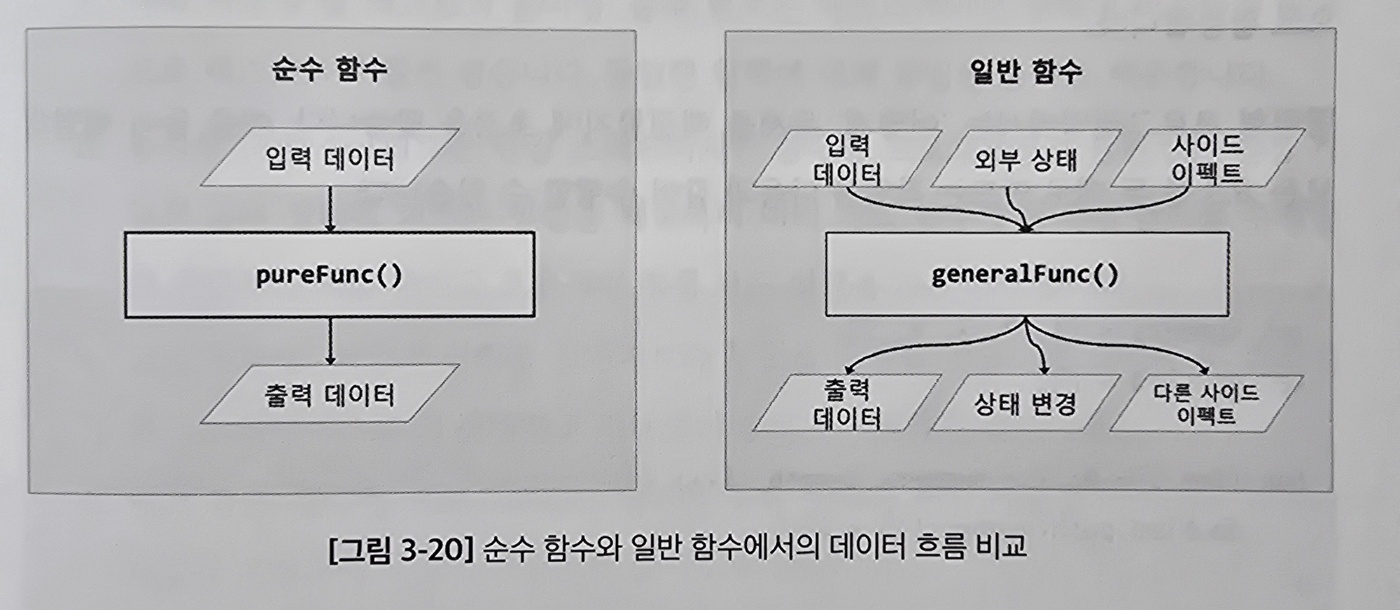 순수 함수
입력 데이터
pureFunc()
출력 데이터
일반 함수
입력
데이터
외부 상태
사이드
이펙트
generalFunc()
출력
데이터
상태 변경
다른 사이드
이펙트
[그림 3-20] 순수 함수와 일반 함수에서의 데이터 흐름 비교